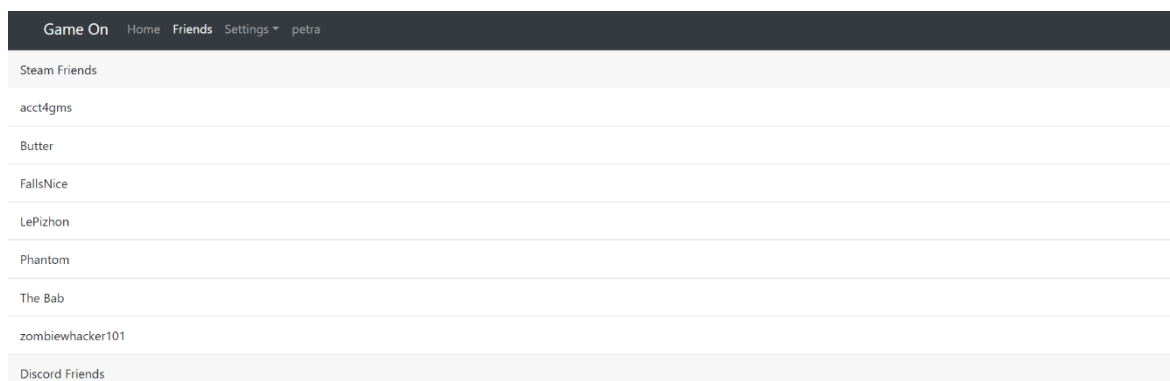 Game On Home Friends Settings petra
Steam Friends
acct4gms
Butter
FallsNice
LePizhon
Phantom
The Bab
zombiewhacker101
Discord Friends